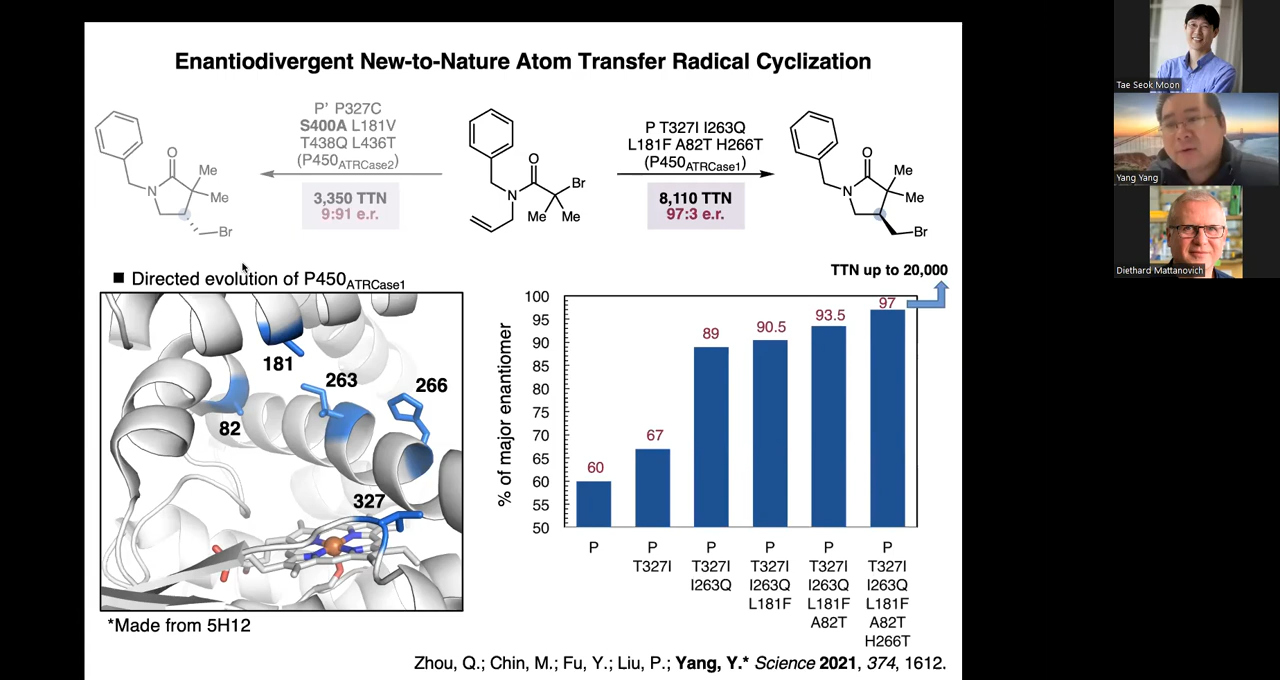 Enantiodivergent New-to-Nature Atom Transfer Radical Cyclization
P' P327C
S400A L181V
T438Q L436T
(P450ATRCase2)
3,350 TTN
9:91 e.r.
P T327I I263Q
L181F A82T H266T
(P450ATRCase1)
8,110 TTN
97:3 e.r.
O
Me
Me
N
Br
O
Br
N
Me Me
O
Me
Me
N
Br
■ Directed evolution of P450ATRCase1
181
263
266
82
327
*Made from 5H12
TTN up to 20,000
% of major enantiomer
100
95
90
85
80
75
70
65
60
55
50
60
67
89
90.5
93.5
97
P
P
T327I
P
T327I
I263Q
P
T327I
I263Q
L181F
P
T327I
I263Q
L181F
A82T
P
T327I
I263Q
L181F
A82T
H266T
Zhou, Q.; Chin, M.; Fu, Y.; Liu, P.; Yang, Y.* Science 2021, 374, 1612.
Tae Seok Moon
Yang Yang
Diethard Mattanovich